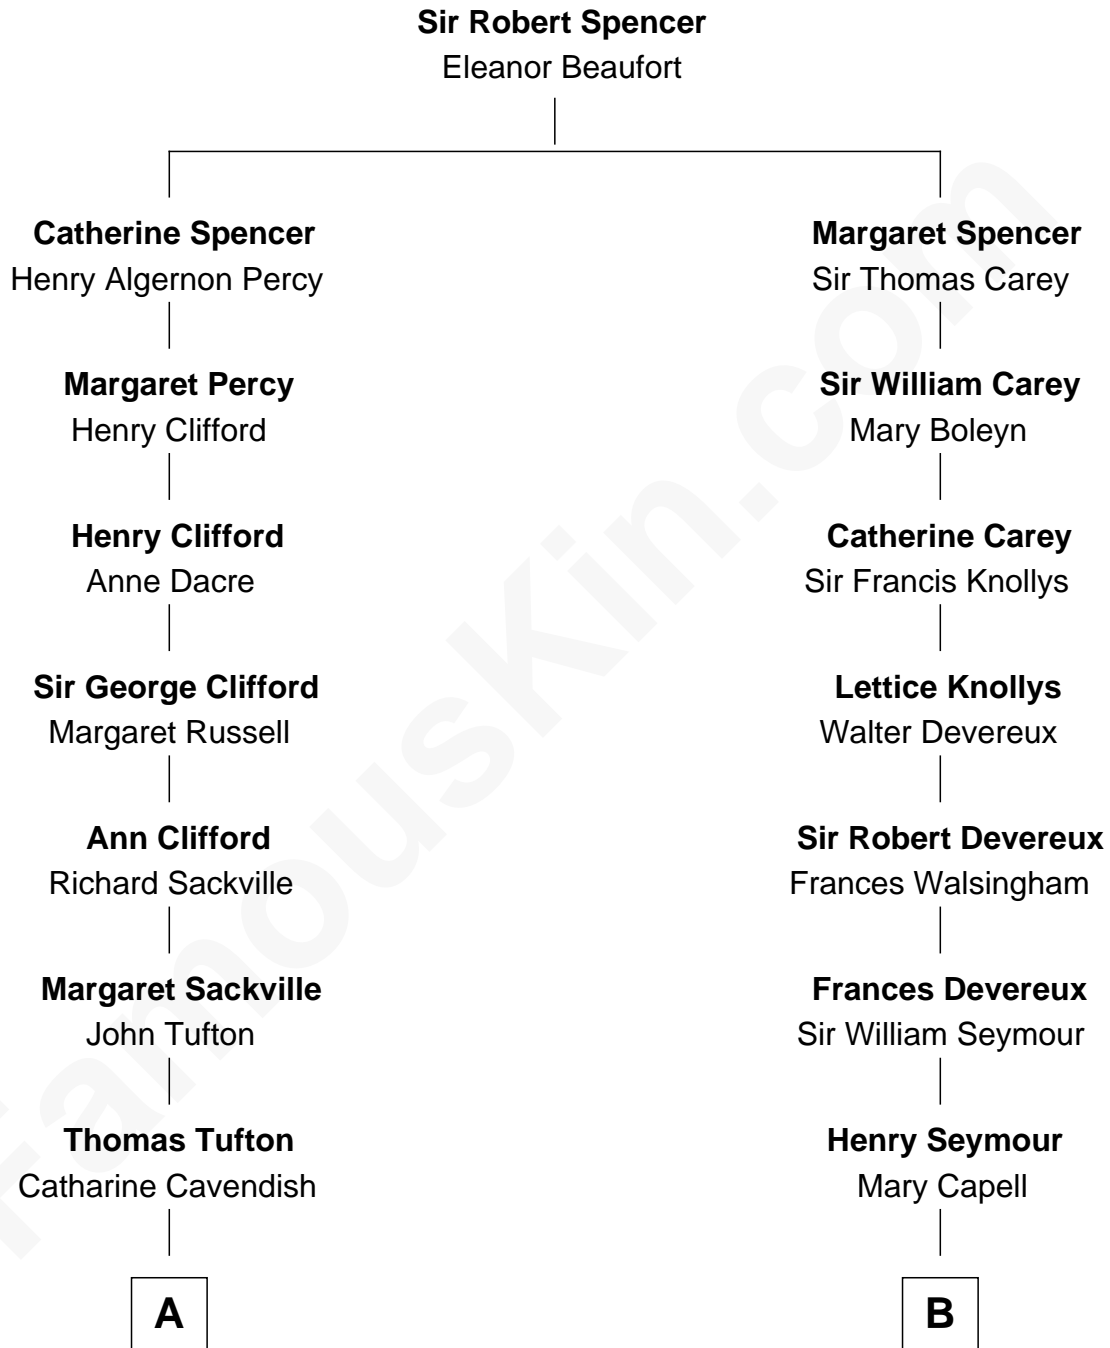 Sir Robert Spencer
Eleanor Beaufort
Catherine Spencer
Henry Algernon Percy
Margaret Spencer
Sir Thomas Carey
Margaret Percy
Henry Clifford
Sir William Carey
Mary Boleyn
Henry Clifford
Anne Dacre
Catherine Carey
Sir Francis Knollys
Sir George Clifford
Margaret Russell
Lettice Knollys
Walter Devereux
Ann Clifford
Richard Sackville
Sir Robert Devereux
Frances Walsingham
Margaret Sackville
John Tufton
Frances Devereux
Sir William Seymour
Thomas Tufton
Catharine Cavendish
Henry Seymour
Mary Capell
A
B
FamousKin.com